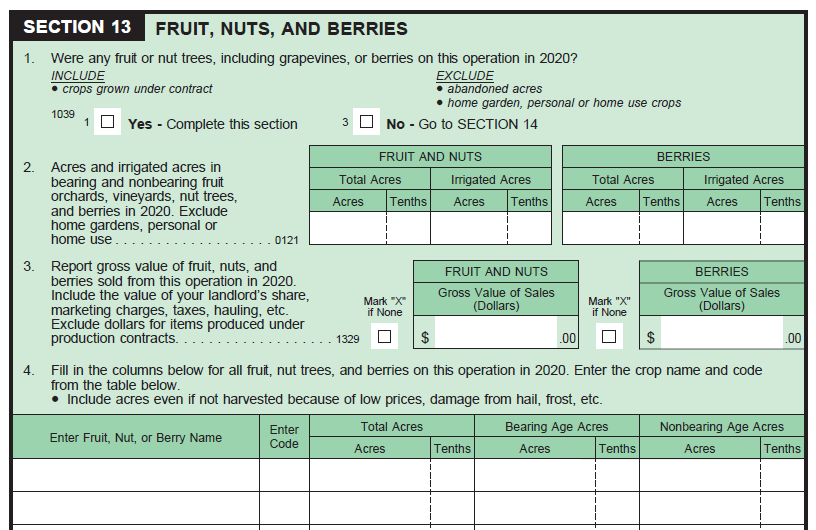 SECTION 13 FRUIT, NUTS, AND BERRIES
1. Were any fruit or nut trees, including grapevines, or berries on this operation in 2020?
INCLUDE
• crops grown under contract
EXCLUDE
• abandoned acres
• home garden, personal or home use crops
1039 1 Yes - Complete this section
3 No - Go to SECTION 14
2. Acres and irrigated acres in
bearing and nonbearing fruit
orchards, vineyards, nut trees,
and berries in 2020. Exclude
home gardens, personal or
home use . . . . . . . . . . . . . . . . . . . 0121
FRUIT AND NUTS
Total Acres Irrigated Acres
Acres Tenths Acres Tenths
BERRIES
Total Acres Irrigated Acres
Acres Tenths Acres Tenths
3. Report gross value of fruit, nuts, and
berries sold from this operation in 2020.
Include the value of your landlord's share,
marketing charges, taxes, hauling, etc.
Exclude dollars for items produced under
production contracts. . . . . . . . . . . . . . . . . . . 1329
Mark "X"
if None
FRUIT AND NUTS
Gross Value of Sales
(Dollars)
$ .00
Mark "X"
if None
BERRIES
Gross Value of Sales
(Dollars)
$ .00
4. Fill in the columns below for all fruit, nut trees, and berries on this operation in 2020. Enter the crop name and code
from the table below.
• Include acres even if not harvested because of low prices, damage from hail, frost, etc.
Enter Fruit, Nut, or Berry Name
Enter
Code
Total Acres Bearing Age Acres Nonbearing Age Acres
Acres Tenths Acres Tenths Acres Tenths